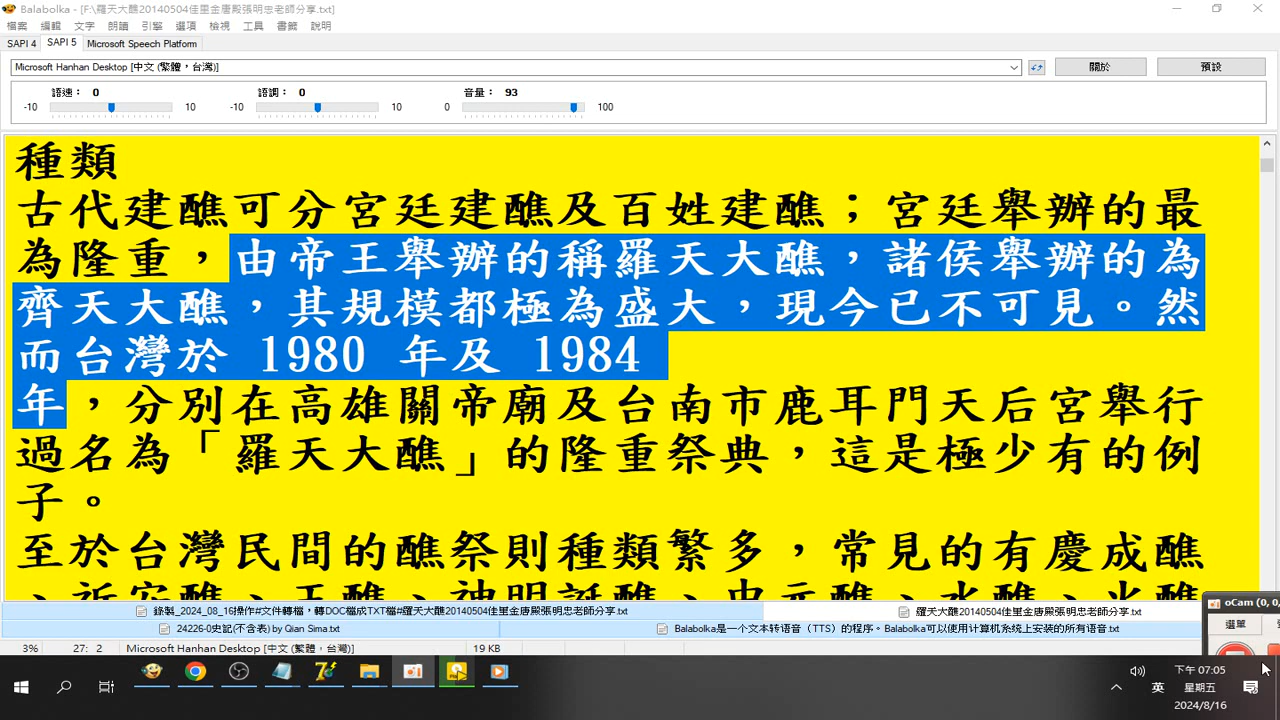 Balabolka - [F:\羅天大醮20140504佳里金唐殿張明忠老師分享.txt]
檔案 編輯 文字 朗讀 引擎 選項 檢視 工具 書籤 說明
SAPI 4 SAPI 5 Microsoft Speech Platform
Microsoft Hanhan Desktop [中文 (繁體，台灣)] 關於 預設
語速： 0 語調： 0 音量： 93
-10 10 -10 10 0 100
種類
古代建醮可分宮廷建醮及百姓建醮；宮廷舉辦的最
為隆重，由帝王舉辦的稱羅天大醮，諸侯舉辦的為
齊天大醮，其規模都極為盛大，現今已不可見。然
而台灣於 1980 年及 1984
年，分別在高雄關帝廟及台南市鹿耳門天后宮舉行
過名為「羅天大醮」的隆重祭典，這是極少有的例
子。
至於台灣民間的醮祭則種類繁多，常見的有慶成醮
、祈安醮、王醮、神明誕醮、中元醮、水醮、火醮
錄製_2024_08_16操作#文件轉檔，轉DOC檔成TXT檔#羅天大醮20140504佳里金唐殿張明忠老師分享.txt 羅天大醮20140504佳里金唐殿張明忠老師分享.txt
24226-0史記(不含表) by Qian Sima.txt Balabolka是一个文本转语音（TTS）的程序。Balabolka可以使用计算机系统上安装的所有语音.txt
oCam (0, 0,
選單
3% 27: 2 Microsoft Hanhan Desktop [中文 (繁體，台灣)] 19 KB
下午 07:05
英 星期五
2024/8/16